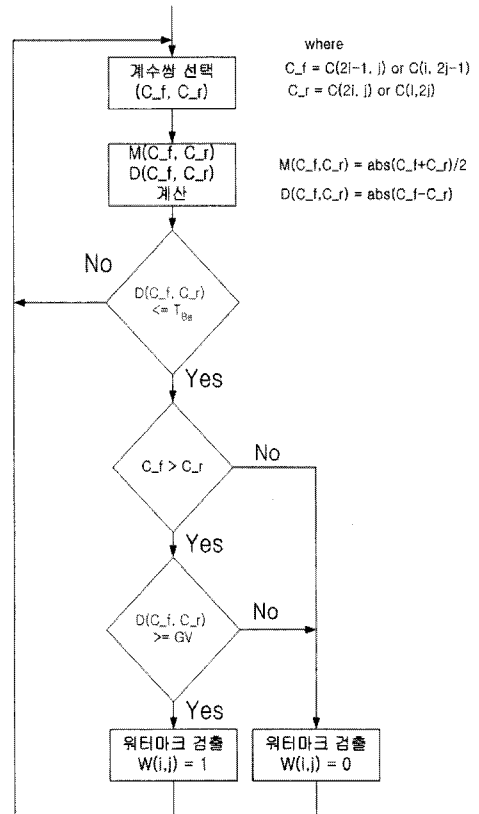 where
C_f = C(2i-1, j) or C(i, 2j-1)
C_r = C(2i, j) or C(i,2j)
계수쌍 선택
(C_f, C_r)
M(C_f, C_r)
D(C_f, C_r)
계산
M(C_f,C_r) = abs(C_f+C_r)/2
D(C_f,C_r) = abs(C_f-C_r)
No
D(C_f, C_r)
<= T_Be
Yes
C_f > C_r
No
Yes
D(C_f, C_r)
>= GV
No
Yes
워터마크 검출
W(i,j) = 1
워터마크 검출
W(i,j) = 0